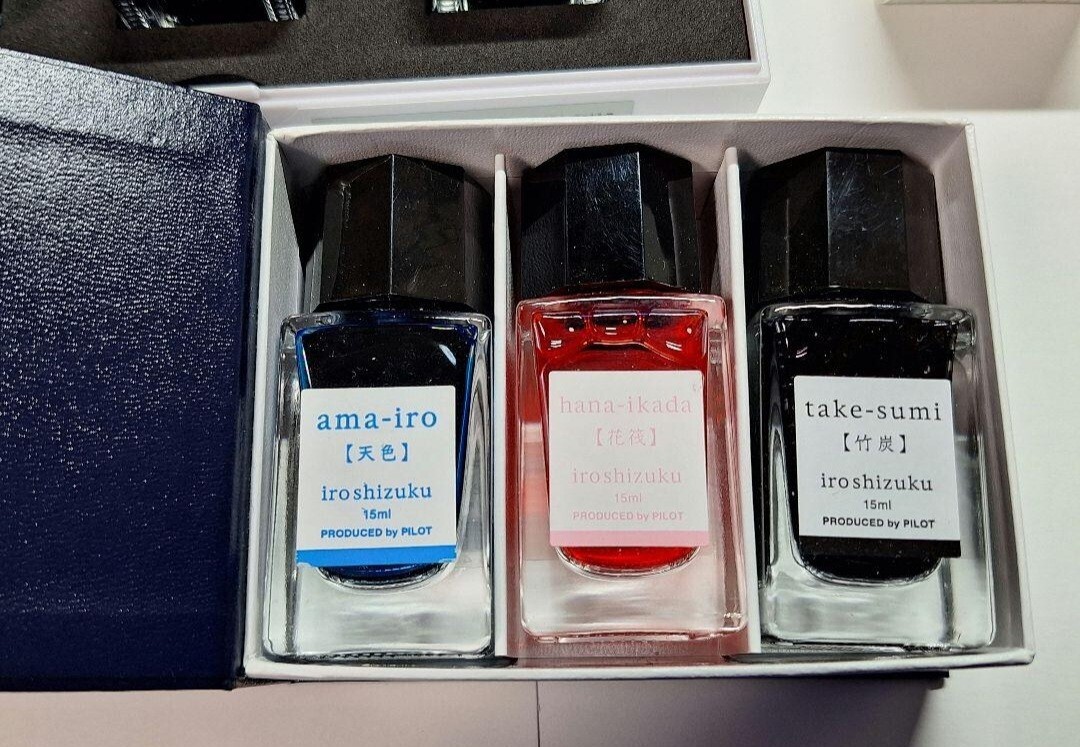 ama-iro
【天色】
iroshizuku
15ml
PRODUCED by PILOT
hana-ikada
【花筏】
iroshizuku
15ml
PRODUCED by PILOT
take-sumi
【竹炭】
iroshizuku
15ml
PRODUCED by PILOT